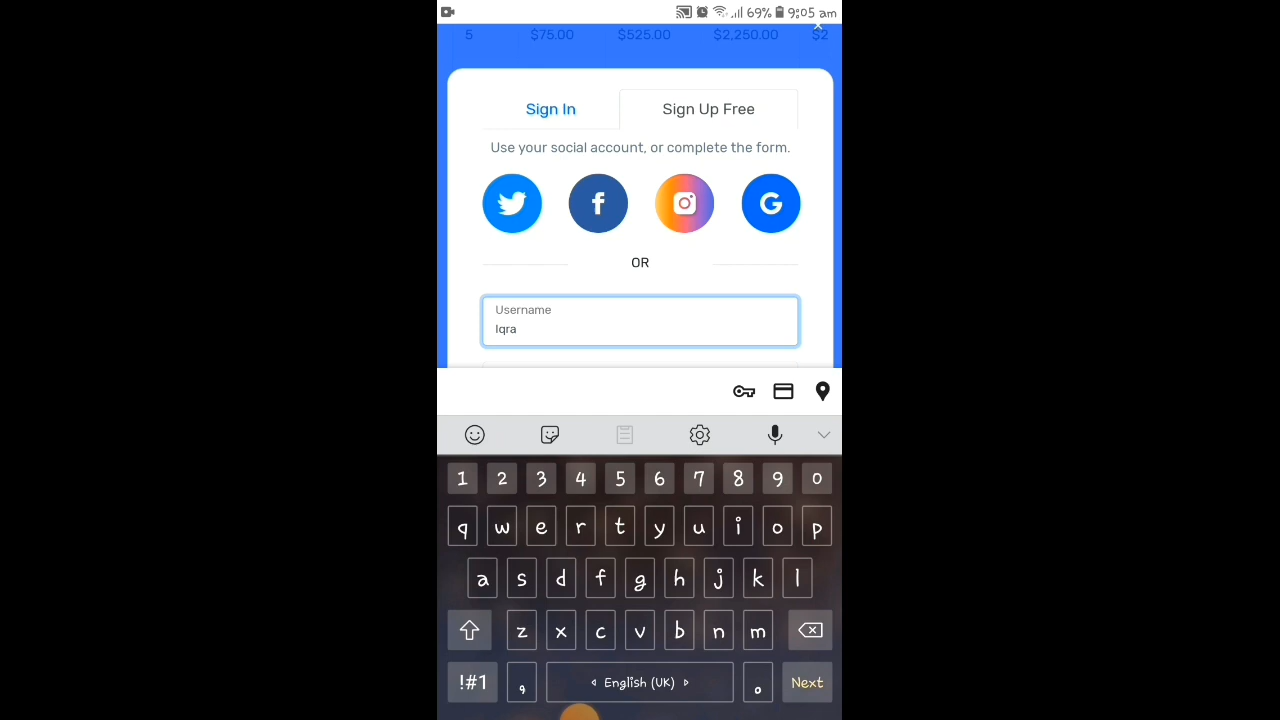 69% 9:05 am
5 $75.00 $525.00 $2,250.00 $2
Sign In Sign Up Free
Use your social account, or complete the form.
OR
Username
Iqra
1 2 3 4 5 6 7 8 9 0
q w e r t y u i o p
a s d f g h j k l
z x c v b n m
!#1 , English (UK) . Next